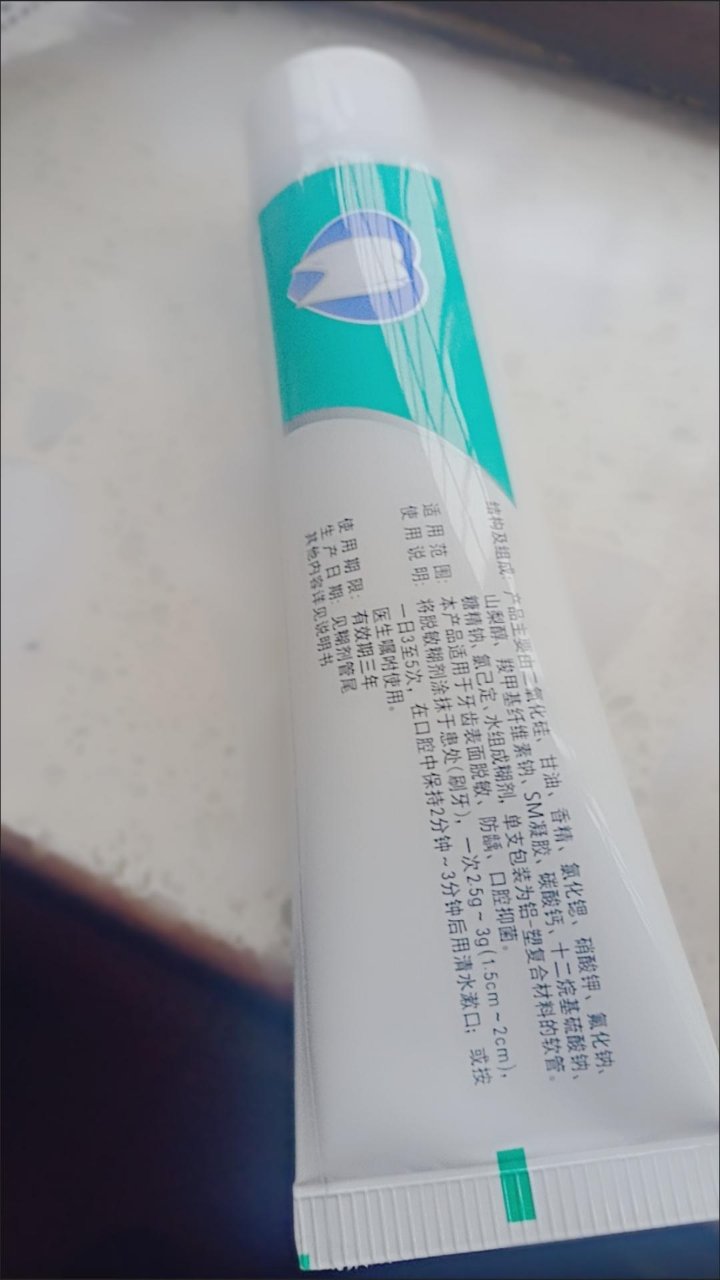 结构及组成：产品主要由二氧化硅、甘油、香精、氯化锶、硝酸钾、氟化钠、
山梨醇、羧甲基纤维素钠、SM凝胶、碳酸钙、十二烷基硫酸钠、
糖精钠、氯己定、水组成糊剂，单支包装为铝-塑复合材料的软管。
适用范围：本产品适用于牙齿表面脱敏、防龋、口腔抑菌。
使用说明：将脱敏糊剂涂抹于患处(刷牙)，一次2.5g~3g(1.5cm~2cm)，
一日3至5次，在口腔中保持2分钟~3分钟后用清水漱口；或按
医生嘱咐使用。
使用期限：有效期三年
生产日期：见糊剂管尾
其他内容详见说明书